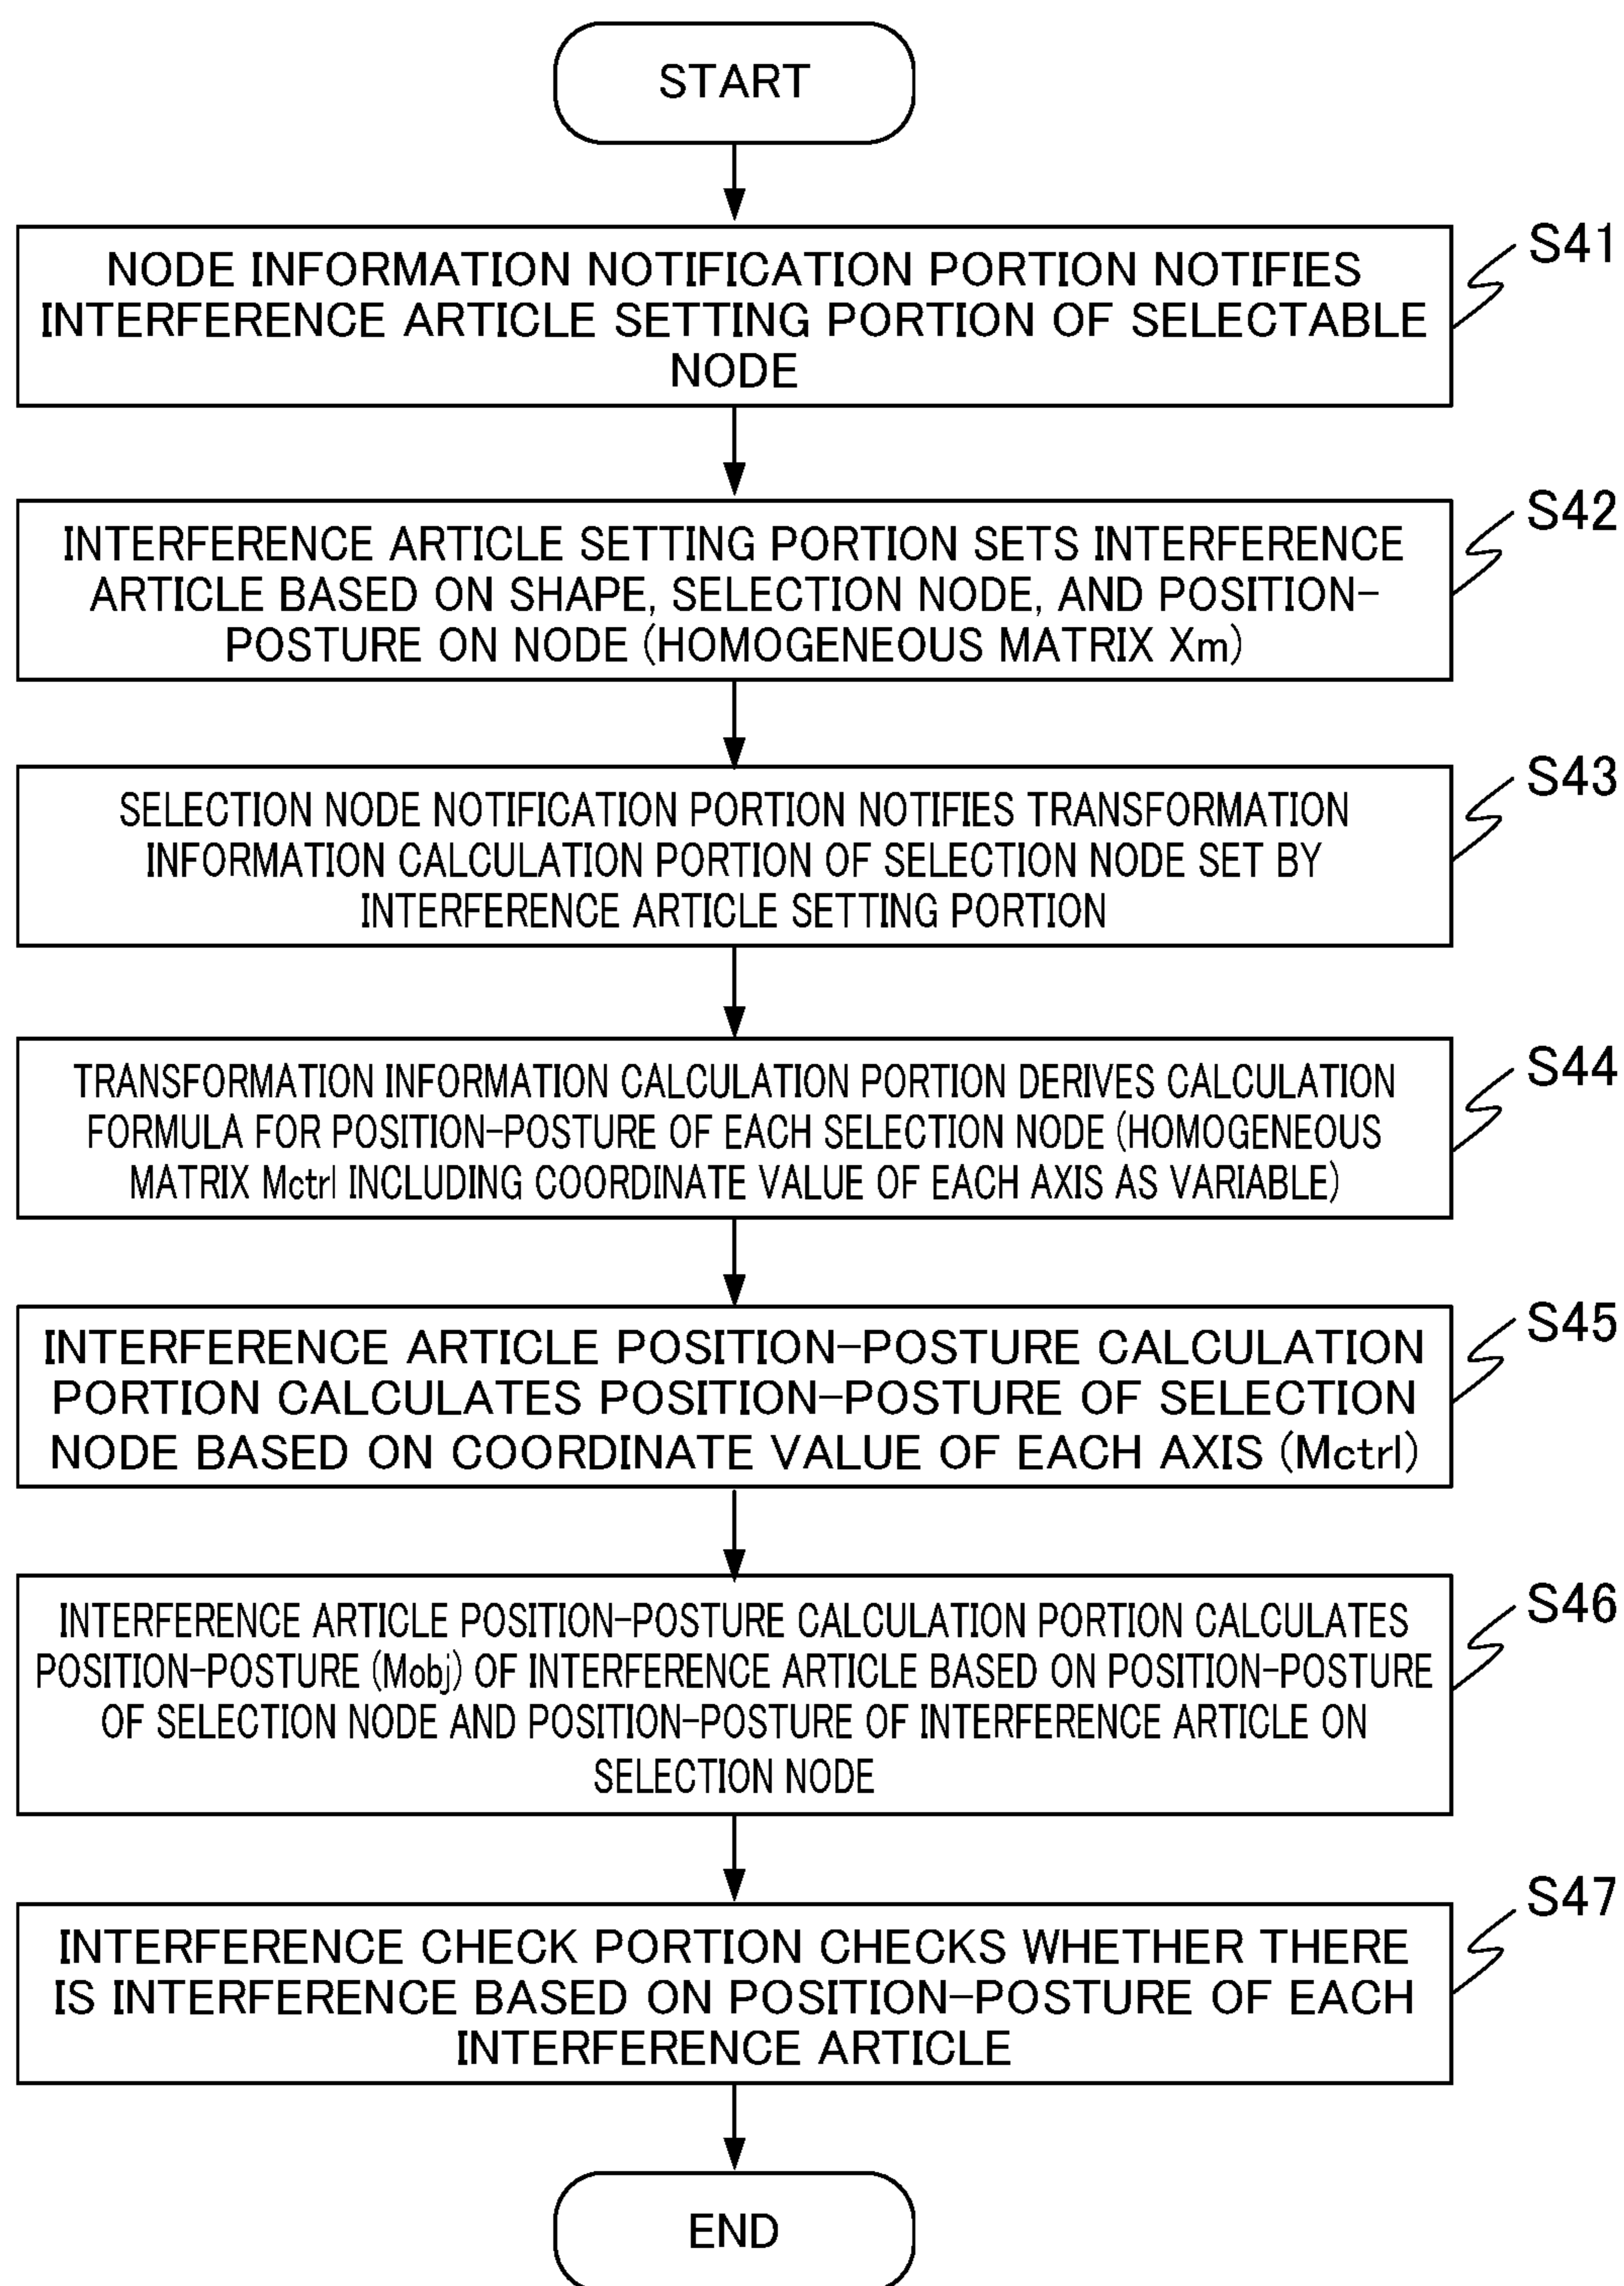 START
S41
NODE INFORMATION NOTIFICATION PORTION NOTIFIES
INTERFERENCE ARTICLE SETTING PORTION OF SELECTABLE
NODE
S42
INTERFERENCE ARTICLE SETTING PORTION SETS INTERFERENCE
ARTICLE BASED ON SHAPE, SELECTION NODE, AND POSITION-
POSTURE ON NODE (HOMOGENEOUS MATRIX Xm)
S43
SELECTION NODE NOTIFICATION PORTION NOTIFIES TRANSFORMATION
INFORMATION CALCULATION PORTION OF SELECTION NODE SET BY
INTERFERENCE ARTICLE SETTING PORTION
S44
TRANSFORMATION INFORMATION CALCULATION PORTION DERIVES CALCULATION
FORMULA FOR POSITION-POSTURE OF EACH SELECTION NODE (HOMOGENEOUS
MATRIX Mctrl INCLUDING COORDINATE VALUE OF EACH AXIS AS VARIABLE)
S45
INTERFERENCE ARTICLE POSITION-POSTURE CALCULATION
PORTION CALCULATES POSITION-POSTURE OF SELECTION
NODE BASED ON COORDINATE VALUE OF EACH AXIS (Mctrl)
S46
INTERFERENCE ARTICLE POSITION-POSTURE CALCULATION PORTION CALCULATES
POSITION-POSTURE (Mobj) OF INTERFERENCE ARTICLE BASED ON POSITION-POSTURE
OF SELECTION NODE AND POSITION-POSTURE OF INTERFERENCE ARTICLE ON
SELECTION NODE
S47
INTERFERENCE CHECK PORTION CHECKS WHETHER THERE
IS INTERFERENCE BASED ON POSITION-POSTURE OF EACH
INTERFERENCE ARTICLE
END